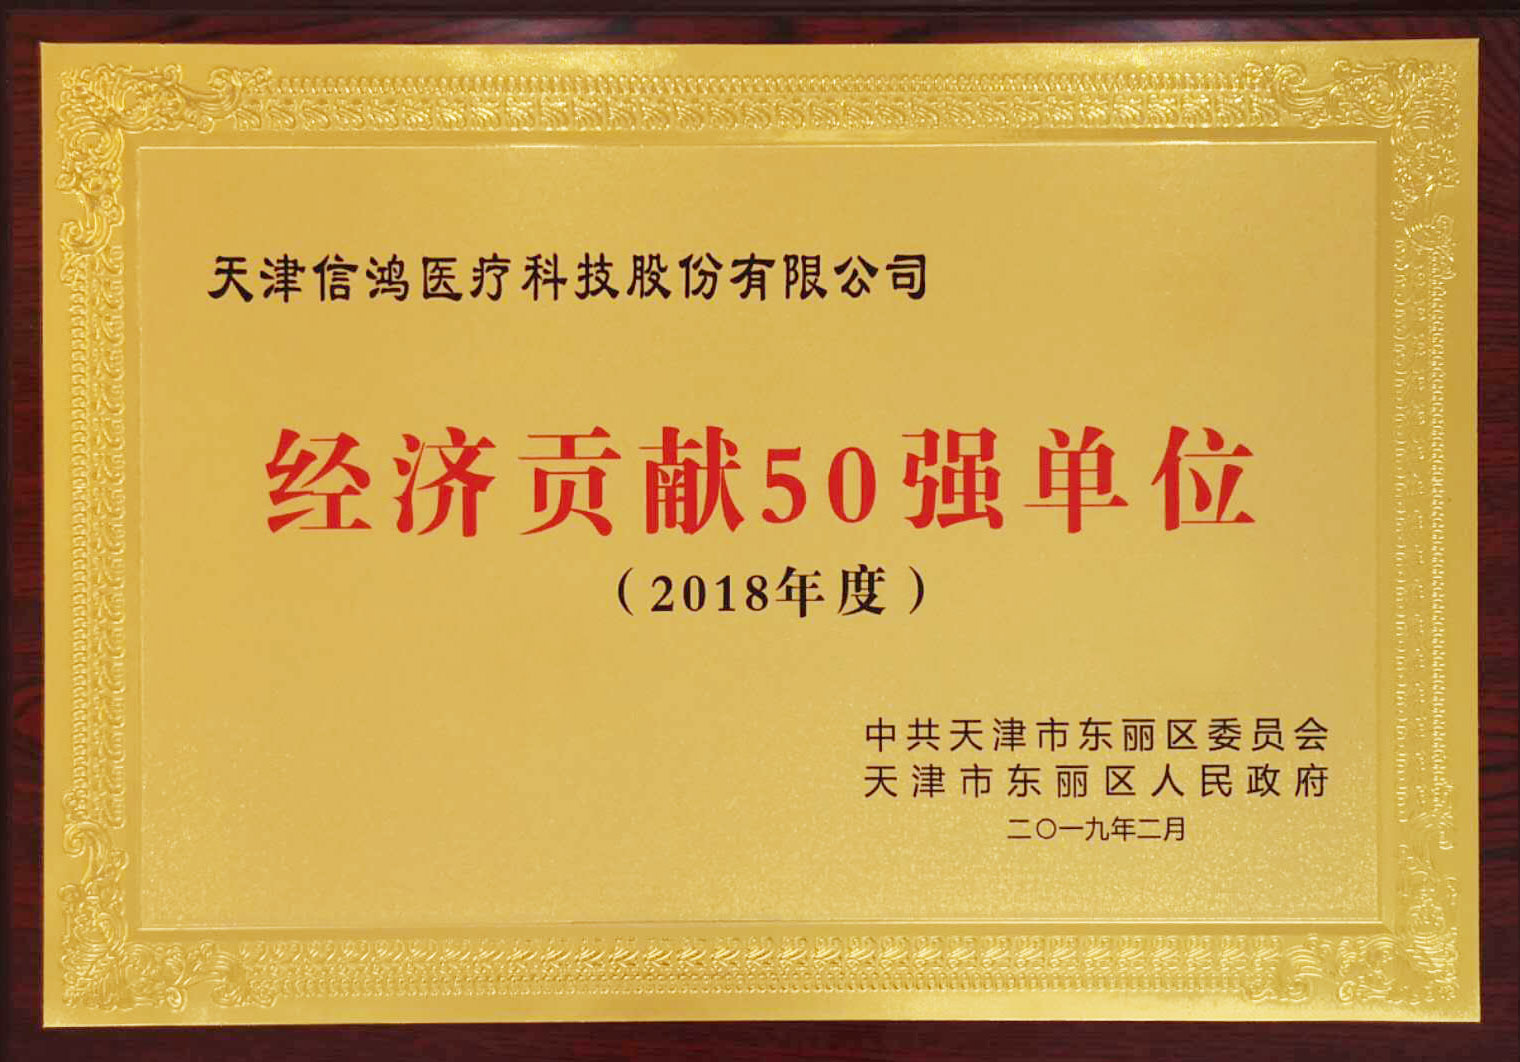 天津信鸿医疗科技股份有限公司
经济贡献50强单位
（2018年度）
中共天津市东丽区委员会
天津市东丽区人民政府
二〇一九年二月